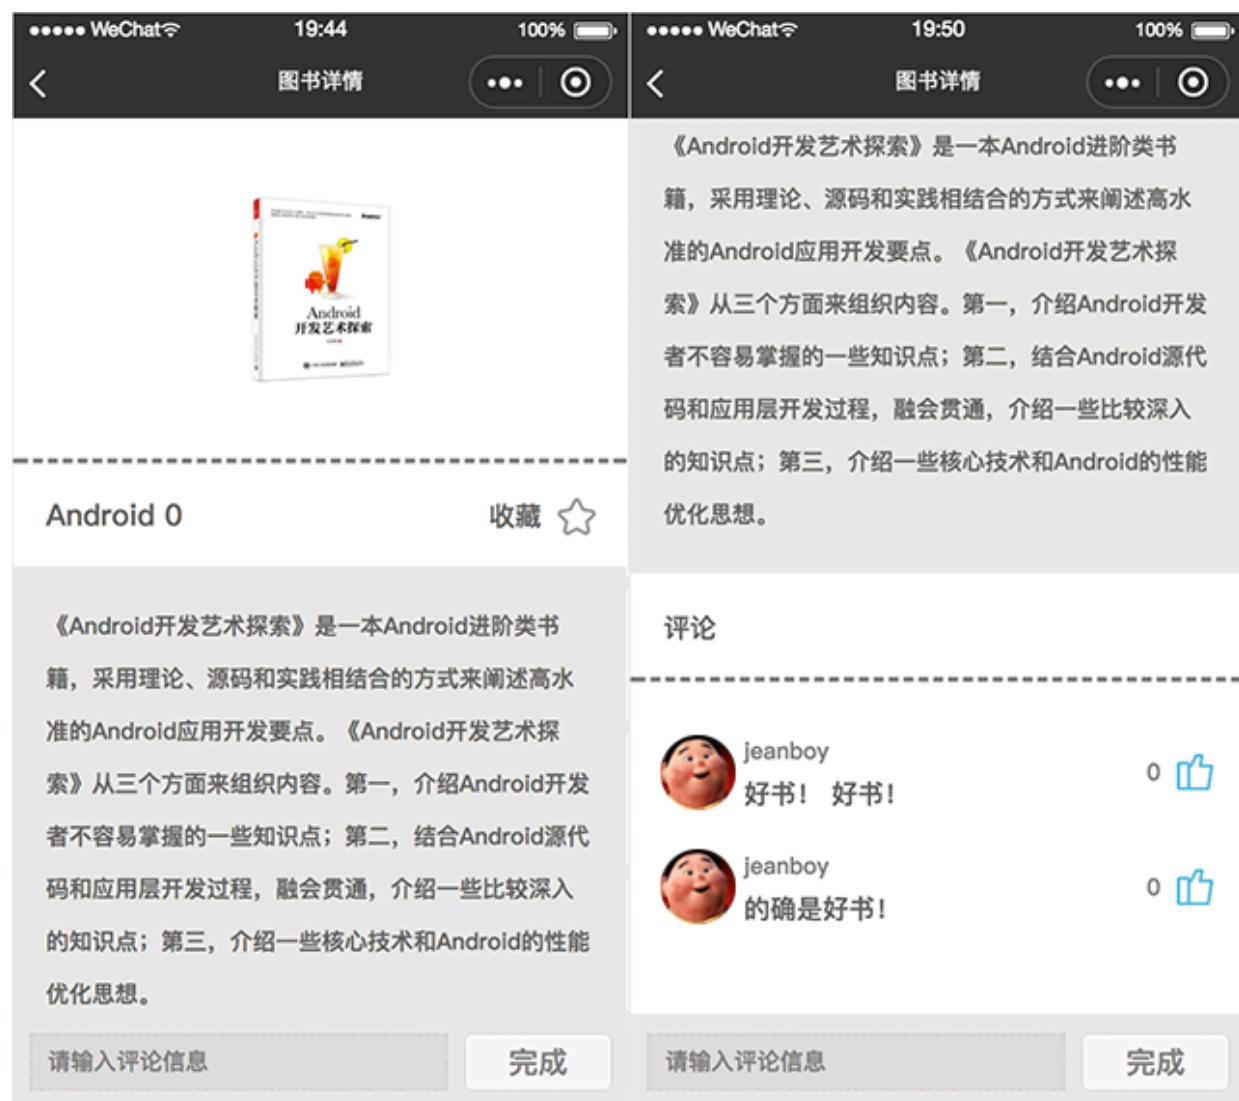 ●●●●● WeChat 19:44 100%
图书详情
Android
开发艺术探索
Android 0 收藏
《Android开发艺术探索》是一本Android进阶类书
籍，采用理论、源码和实践相结合的方式来阐述高水
准的Android应用开发要点。《Android开发艺术探
索》从三个方面来组织内容。第一，介绍Android开发
者不容易掌握的一些知识点；第二，结合Android源代
码和应用层开发过程，融会贯通，介绍一些比较深入
的知识点；第三，介绍一些核心技术和Android的性能
优化思想。
请输入评论信息 完成
●●●●● WeChat 19:50 100%
图书详情
《Android开发艺术探索》是一本Android进阶类书
籍，采用理论、源码和实践相结合的方式来阐述高水
准的Android应用开发要点。《Android开发艺术探
索》从三个方面来组织内容。第一，介绍Android开发
者不容易掌握的一些知识点；第二，结合Android源代
码和应用层开发过程，融会贯通，介绍一些比较深入
的知识点；第三，介绍一些核心技术和Android的性能
优化思想。
评论
jeanboy
好书！ 好书！ 0
jeanboy
的确是好书！ 0
请输入评论信息 完成